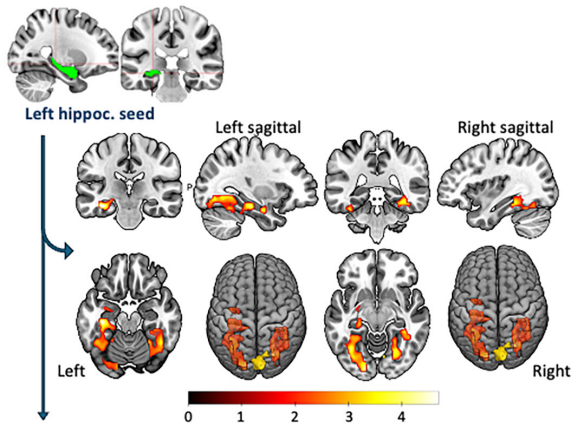 Left hippoc. seed
Left sagittal
Right sagittal
P
Left
Right
0 1 2 3 4